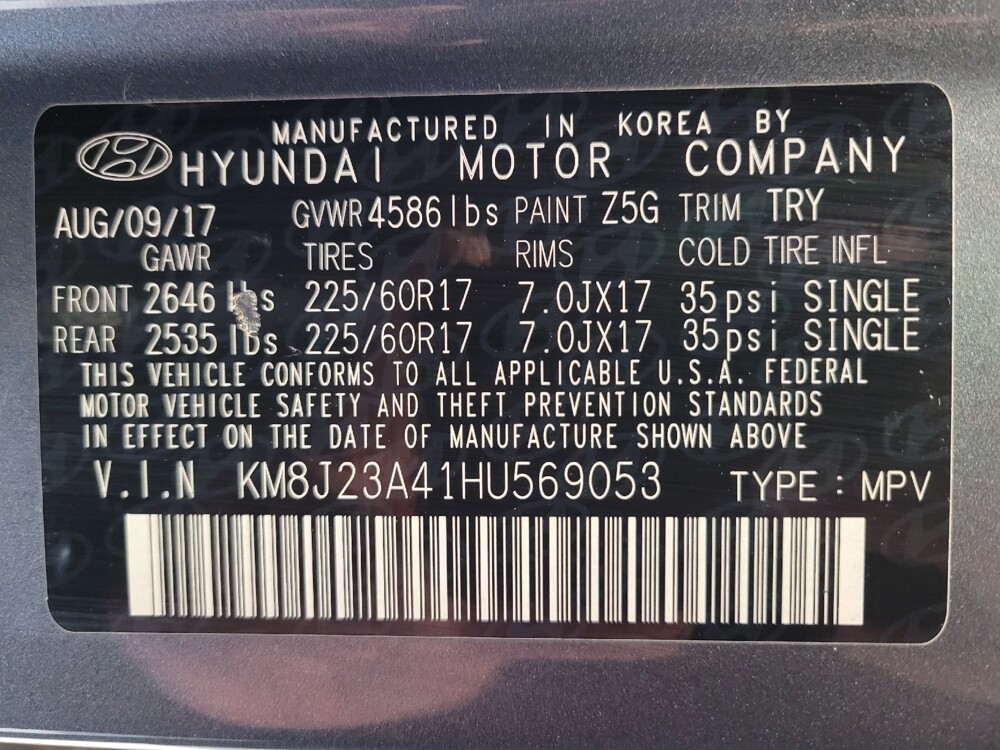 MANUFACTURED IN KOREA BY
HYUNDAI MOTOR COMPANY
AUG/09/17 GVWR 4586 lbs PAINT Z5G TRIM TRY
GAWR TIRES RIMS COLD TIRE INFL
FRONT 2646 lbs 225/60R17 7.0JX17 35psi SINGLE
REAR 2535 lbs 225/60R17 7.0JX17 35psi SINGLE
THIS VEHICLE CONFORMS TO ALL APPLICABLE U.S.A. FEDERAL
MOTOR VEHICLE SAFETY AND THEFT PREVENTION STANDARDS
IN EFFECT ON THE DATE OF MANUFACTURE SHOWN ABOVE
V.I.N KM8J23A41HU569053 TYPE : MPV